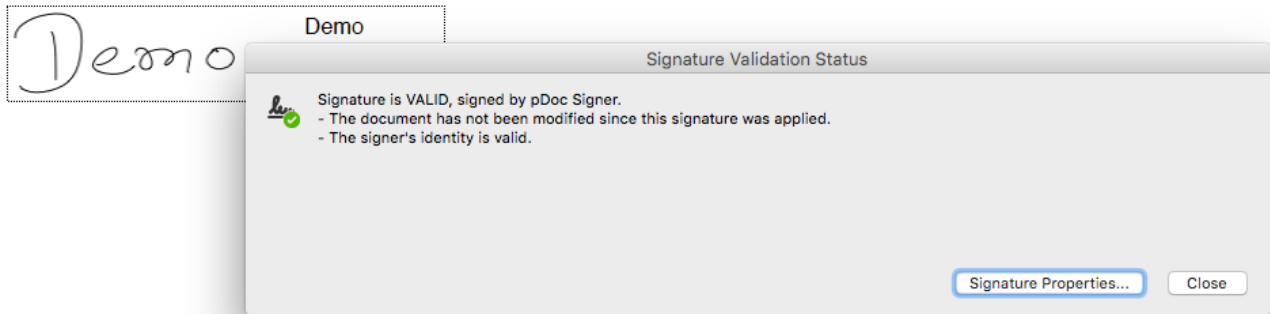 Demo
Demo
Signature Validation Status
Signature is VALID, signed by pDoc Signer.
- The document has not been modified since this signature was applied.
- The signer's identity is valid.
Signature Properties...
Close